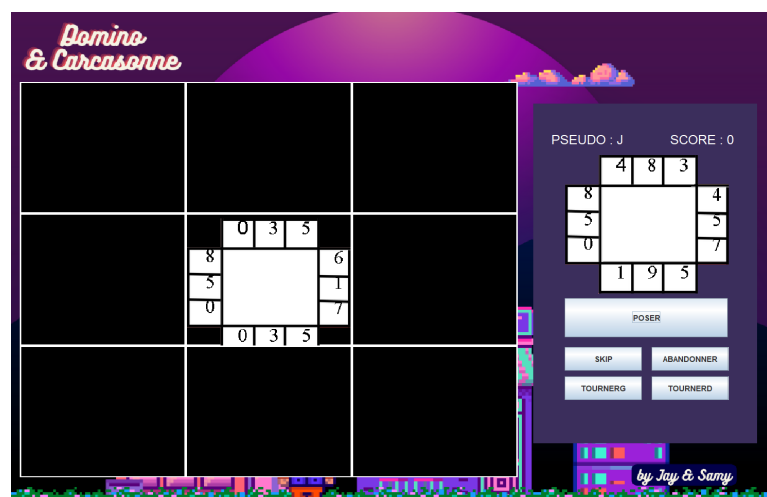 Domino
& Carcasonne
PSEUDO : J SCORE : 0
4 8 3
8 4
5 5
0 7
1 9 5
0 3 5
8 6
5 1
0 7
0 3 5
POSER
SKIP ABANDONNER
TOURNERG TOURNERD
by Jay & Samy